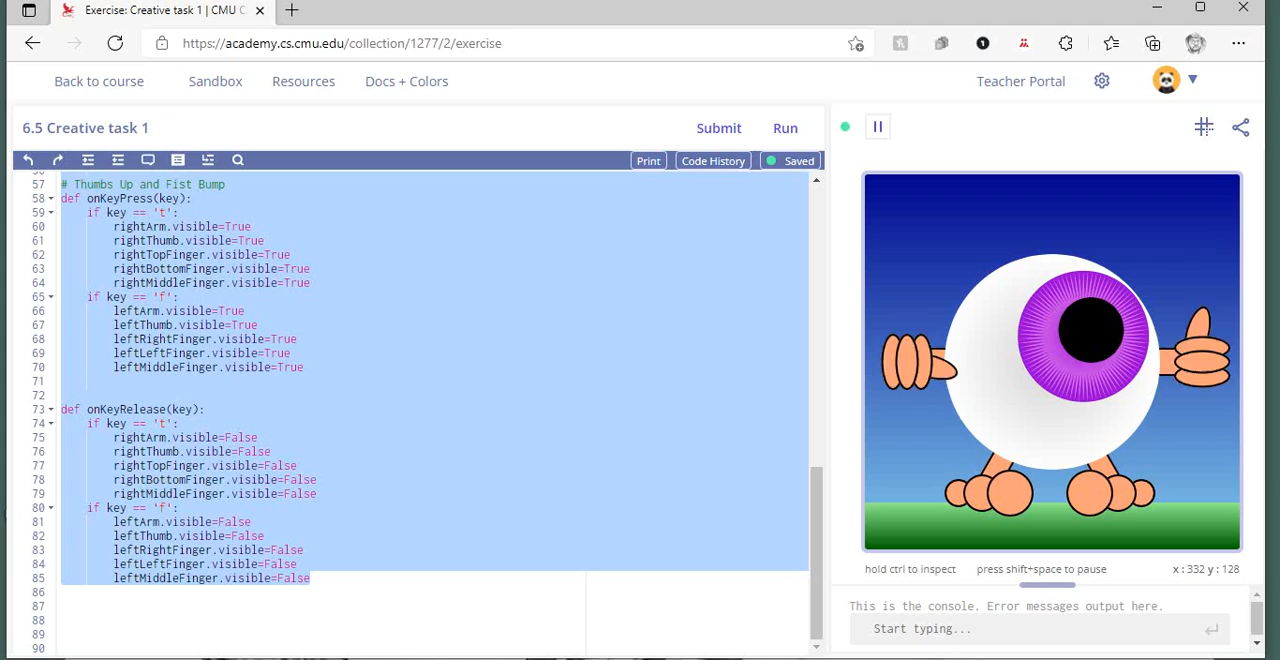 Exercise: Creative task 1 | CMU C
https://academy.cs.cmu.edu/collection/1277/2/exercise
Back to course Sandbox Resources Docs + Colors Teacher Portal
6.5 Creative task 1 Submit Run
Print Code History Saved
57 # Thumbs Up and Fist Bump
58 def onKeyPress(key):
59 if key == 't':
60 rightArm.visible=True
61 rightThumb.visible=True
62 rightTopFinger.visible=True
63 rightBottomFinger.visible=True
64 rightMiddleFinger.visible=True
65 if key == 'f':
66 leftArm.visible=True
67 leftThumb.visible=True
68 leftRightFinger.visible=True
69 leftLeftFinger.visible=True
70 leftMiddleFinger.visible=True
71
72
73 def onKeyRelease(key):
74 if key == 't':
75 rightArm.visible=False
76 rightThumb.visible=False
77 rightTopFinger.visible=False
78 rightBottomFinger.visible=False
79 rightMiddleFinger.visible=False
80 if key == 'f':
81 leftArm.visible=False
82 leftThumb.visible=False
83 leftRightFinger.visible=False
84 leftLeftFinger.visible=False
85 leftMiddleFinger.visible=False
86
87
88
89
90
hold ctrl to inspect press shift+space to pause x : 332 y : 128
This is the console. Error messages output here.
Start typing...